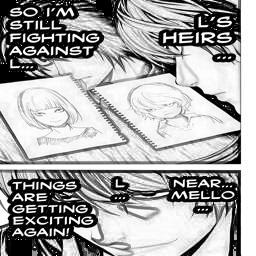 SO I'M
STILL
FIGHTING
AGAINST
L...
L'S
HEIRS
...
THINGS
ARE
GETTING
EXCITING
AGAIN!
L
...
NEAR...
MELLO
...